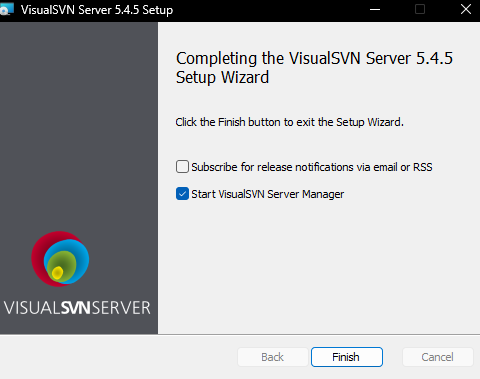 VisualSVN Server 5.4.5 Setup
Completing the VisualSVN Server 5.4.5
Setup Wizard
Click the Finish button to exit the Setup Wizard.
Subscribe for release notifications via email or RSS
Start VisualSVN Server Manager
VISUALSVNSERVER
Back
Finish
Cancel